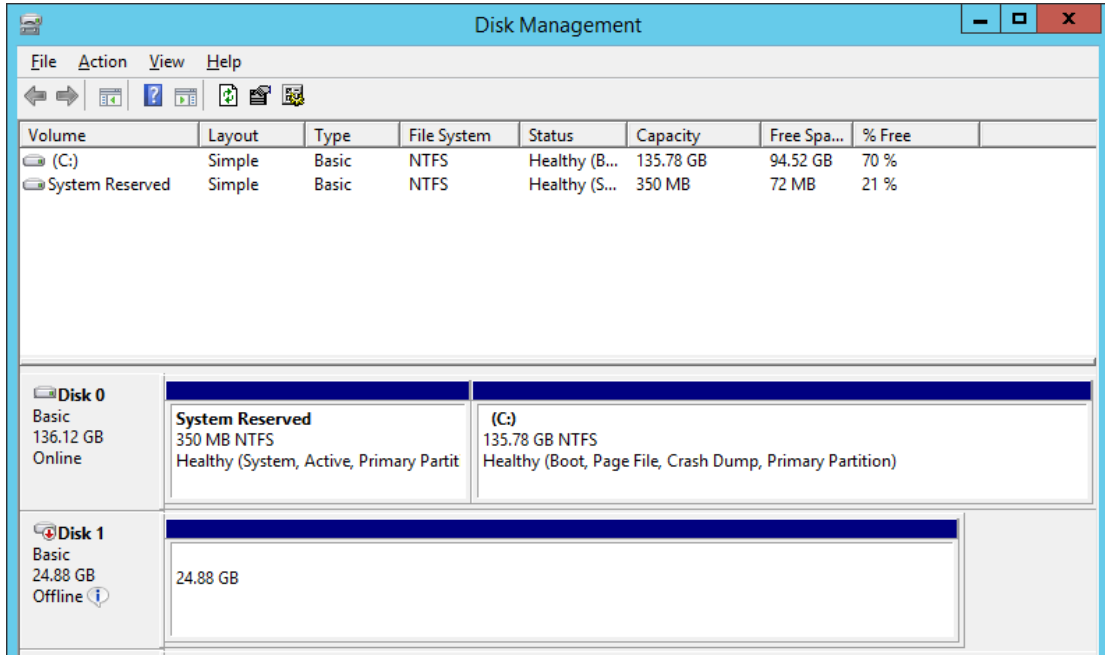 Disk Management
File Action View Help
Volume Layout Type File System Status Capacity Free Spa... % Free
(C:) Simple Basic NTFS Healthy (B... 135.78 GB 94.52 GB 70 %
System Reserved Simple Basic NTFS Healthy (S... 350 MB 72 MB 21 %
Disk 0
Basic
136.12 GB
Online
System Reserved
350 MB NTFS
Healthy (System, Active, Primary Partit
(C:)
135.78 GB NTFS
Healthy (Boot, Page File, Crash Dump, Primary Partition)
Disk 1
Basic
24.88 GB
Offline
24.88 GB